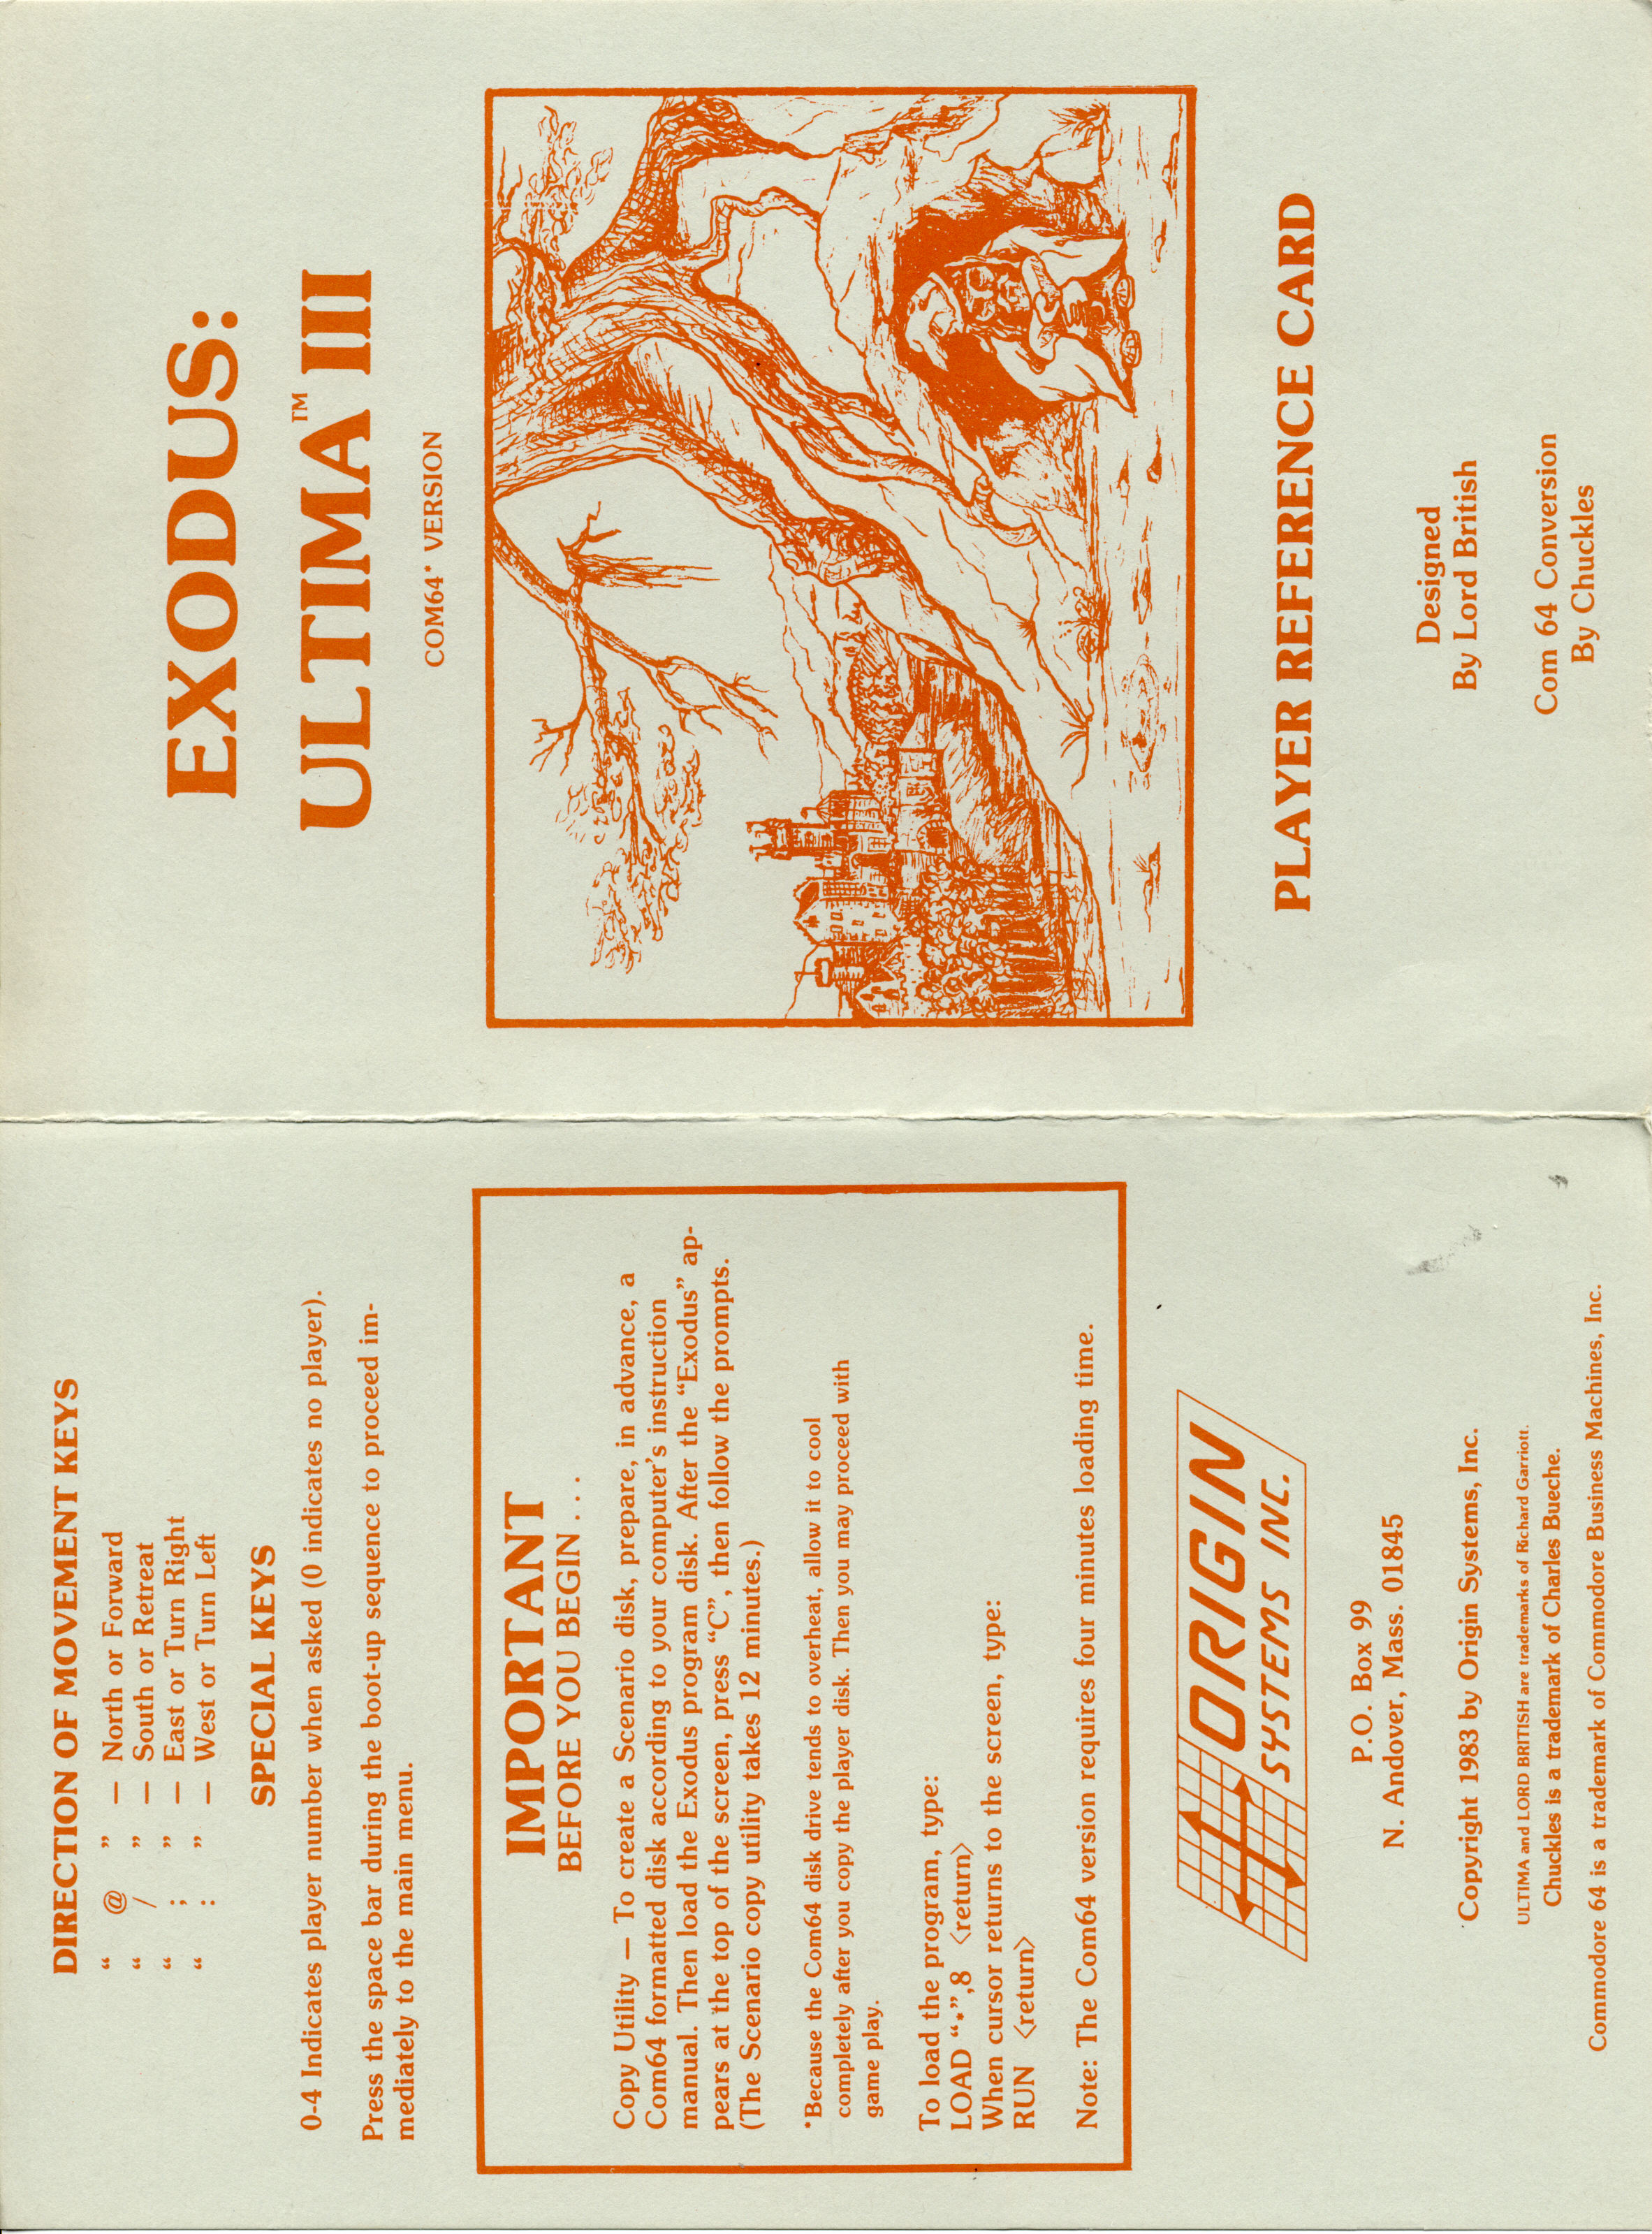 DIRECTION OF MOVEMENT KEYS
“ @ ” — North or Forward
“ / ” — South or Retreat
“ ; ” — East or Turn Right
“ : ” — West or Turn Left
SPECIAL KEYS
0-4 Indicates player number when asked (0 indicates no player).
Press the space bar during the boot-up sequence to proceed im-
mediately to the main menu.
IMPORTANT
BEFORE YOU BEGIN . . .
Copy Utility — To create a Scenario disk, prepare, in advance, a
Com64 formatted disk according to your computer's instruction
manual. Then load the Exodus program disk. After the “Exodus” ap-
pears at the top of the screen, press “C”, then follow the prompts.
(The Scenario copy utility takes 12 minutes.)
*Because the Com64 disk drive tends to overheat, allow it to cool
completely after you copy the player disk. Then you may proceed with
game play.
To load the program, type:
LOAD “*”,8 〈return〉
When cursor returns to the screen, type:
RUN 〈return〉
Note: The Com64 version requires four minutes loading time.
ORIGIN
SYSTEMS INC.
P.O. Box 99
N. Andover, Mass. 01845
Copyright 1983 by Origin Systems, Inc.
ULTIMA and LORD BRITISH are trademarks of Richard Garriott.
Chuckles is a trademark of Charles Bueche.
Commodore 64 is a trademark of Commodore Business Machines, Inc.
EXODUS:
ULTIMA™ III
COM64* VERSION
PLAYER REFERENCE CARD
Designed
By Lord British
Com 64 Conversion
By Chuckles